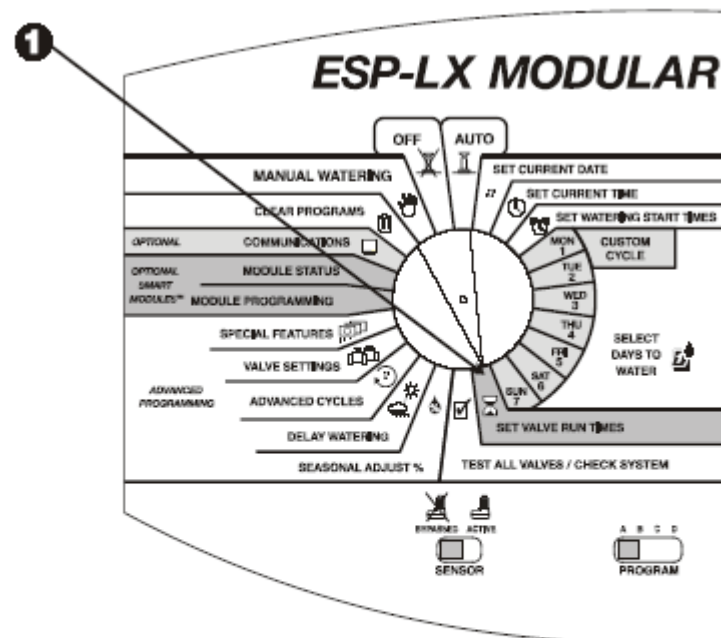 1
ESP-LX MODULAR
OFF
AUTO
MANUAL WATERING
SET CURRENT DATE
CLEAR PROGRAMS
SET CURRENT TIME
SET WATERING START TIMES
OPTIONAL
COMMUNICATIONS
MON
1
CUSTOM
CYCLE
OPTIONAL
SMART
MODULES™
MODULE STATUS
TUE
2
MODULE PROGRAMMING
WED
3
SPECIAL FEATURES
THU
4
SELECT
DAYS TO
WATER
VALVE SETTINGS
FRI
5
ADVANCED
PROGRAMMING
ADVANCED CYCLES
SAT
6
SUN
7
DELAY WATERING
SET VALVE RUN TIMES
SEASONAL ADJUST %
TEST ALL VALVES / CHECK SYSTEM
BYPASSED ACTIVE
SENSOR
A B C D
PROGRAM